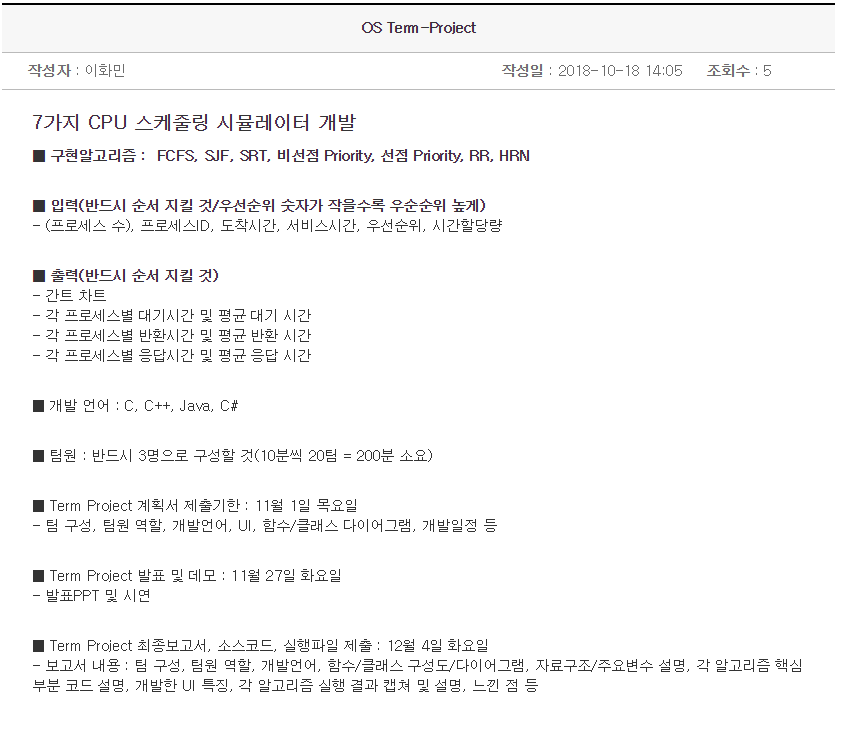 OS Term-Project
작성자 : 이화민 작성일 : 2018-10-18 14:05 조회수 : 5
7가지 CPU 스케줄링 시뮬레이터 개발
■ 구현알고리즘 : FCFS, SJF, SRT, 비선점 Priority, 선점 Priority, RR, HRN
■ 입력(반드시 순서 지킬 것/우선순위 숫자가 작을수록 우순순위 높게)
- (프로세스 수), 프로세스ID, 도착시간, 서비스시간, 우선순위, 시간할당량
■ 출력(반드시 순서 지킬 것)
- 간트 차트
- 각 프로세스별 대기시간 및 평균 대기 시간
- 각 프로세스별 반환시간 및 평균 반환 시간
- 각 프로세스별 응답시간 및 평균 응답 시간
■ 개발 언어 : C, C++, Java, C#
■ 팀원 : 반드시 3명으로 구성할 것(10분씩 20팀 = 200분 소요)
■ Term Project 계획서 제출기한 : 11월 1일 목요일
- 팀 구성, 팀원 역할, 개발언어, UI, 함수/클래스 다이어그램, 개발일정 등
■ Term Project 발표 및 데모 : 11월 27일 화요일
- 발표PPT 및 시연
■ Term Project 최종보고서, 소스코드, 실행파일 제출 : 12월 4일 화요일
- 보고서 내용 : 팀 구성, 팀원 역할, 개발언어, 함수/클래스 구성도/다이어그램, 자료구조/주요변수 설명, 각 알고리즘 핵심
부분 코드 설명, 개발한 UI 특징, 각 알고리즘 실행 결과 캡쳐 및 설명, 느낀 점 등